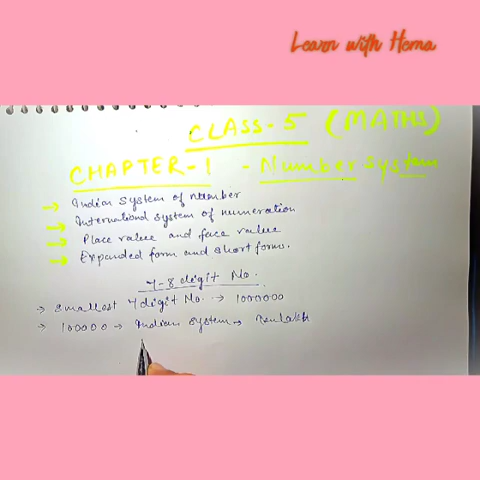 Learn with Hema
CLASS-5 (MATHS)
CHAPTER-1 - Number system
→ Indian system of number
→ International system of numeration
→ Place value and face value
→ Expanded form and short forms.
7-8 digit No.
→ Smallest 7 digit No. → 1000000
→ 100000 → Indian system → Ten lakh